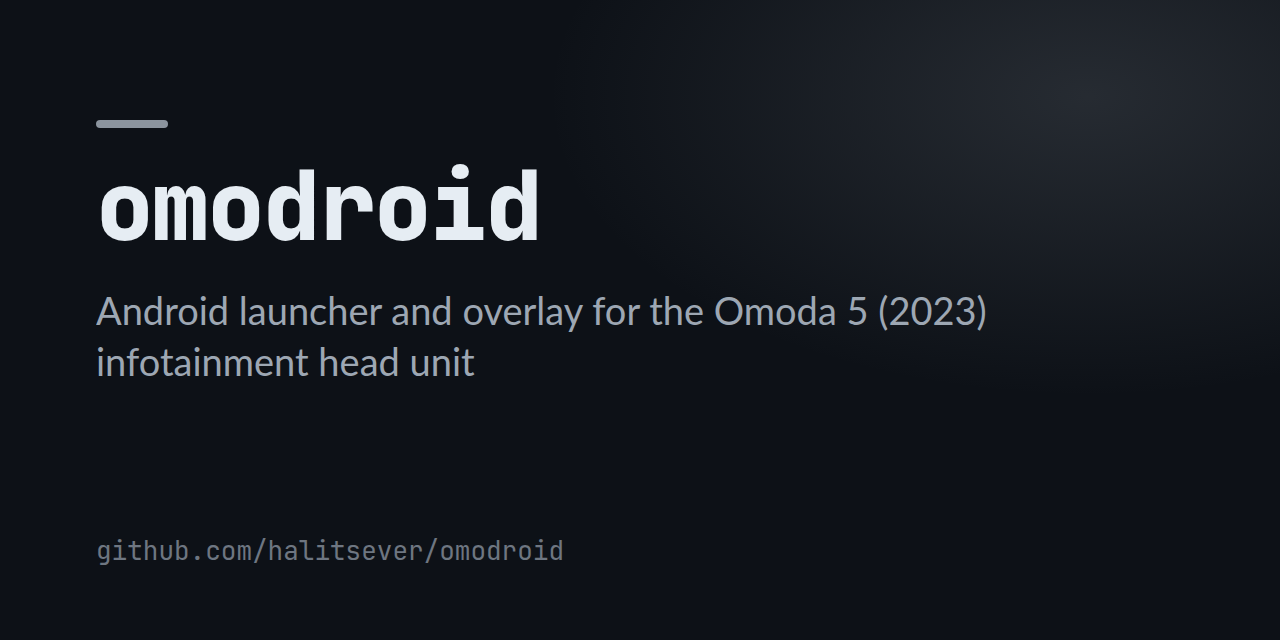 omodroid
Android launcher and overlay for the Omoda 5 (2023)
infotainment head unit
github.com/halitsever/omodroid